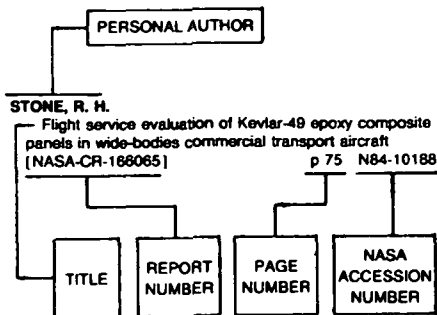 PERSONAL AUTHOR
STONE, R. H.
Flight service evaluation of Kevlar-49 epoxy composite
panels in wide-bodies commercial transport aircraft
[NASA-CR-166065] p 75 N84-10188
TITLE
REPORT
NUMBER
PAGE
NUMBER
NASA
ACCESSION
NUMBER